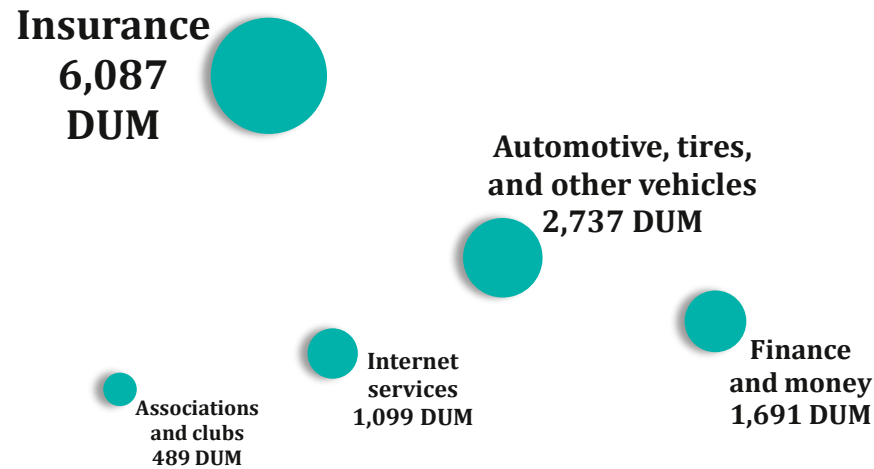 Insurance
6,087
DUM
Automotive, tires,
and other vehicles
2,737 DUM
Finance
and money
1,691 DUM
Internet
services
1,099 DUM
Associations
and clubs
489 DUM